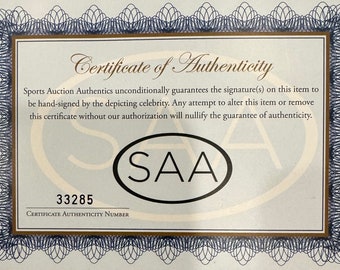 Certificate of Authenticity
Sports Auction Authentics unconditionally guarantees the signature(s) on this item to
be hand-signed by the depicting celebrity. Any attempt to alter this item or remove
this certificate without our authorization will nullify the guarantee of authenticity.
SAA
33285
Certificate Authenticity Number